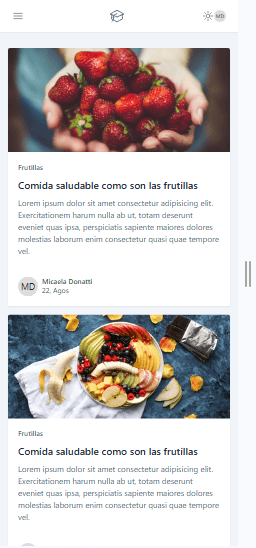 MD
Frutillas
Comida saludable como son las frutillas
Lorem ipsum dolor sit amet consectetur adipisicing elit.
Exercitationem harum nulla ab ut, totam deserunt
eveniet quas ipsa, perspiciatis sapiente maiores dolores
molestias laborum enim consectetur quasi quae tempore
vel.
MD
Micaela Donatti
22, Agos
Frutillas
Comida saludable como son las frutillas
Lorem ipsum dolor sit amet consectetur adipisicing elit.
Exercitationem harum nulla ab ut, totam deserunt
eveniet quas ipsa, perspiciatis sapiente maiores dolores
molestias laborum enim consectetur quasi quae tempore
vel.